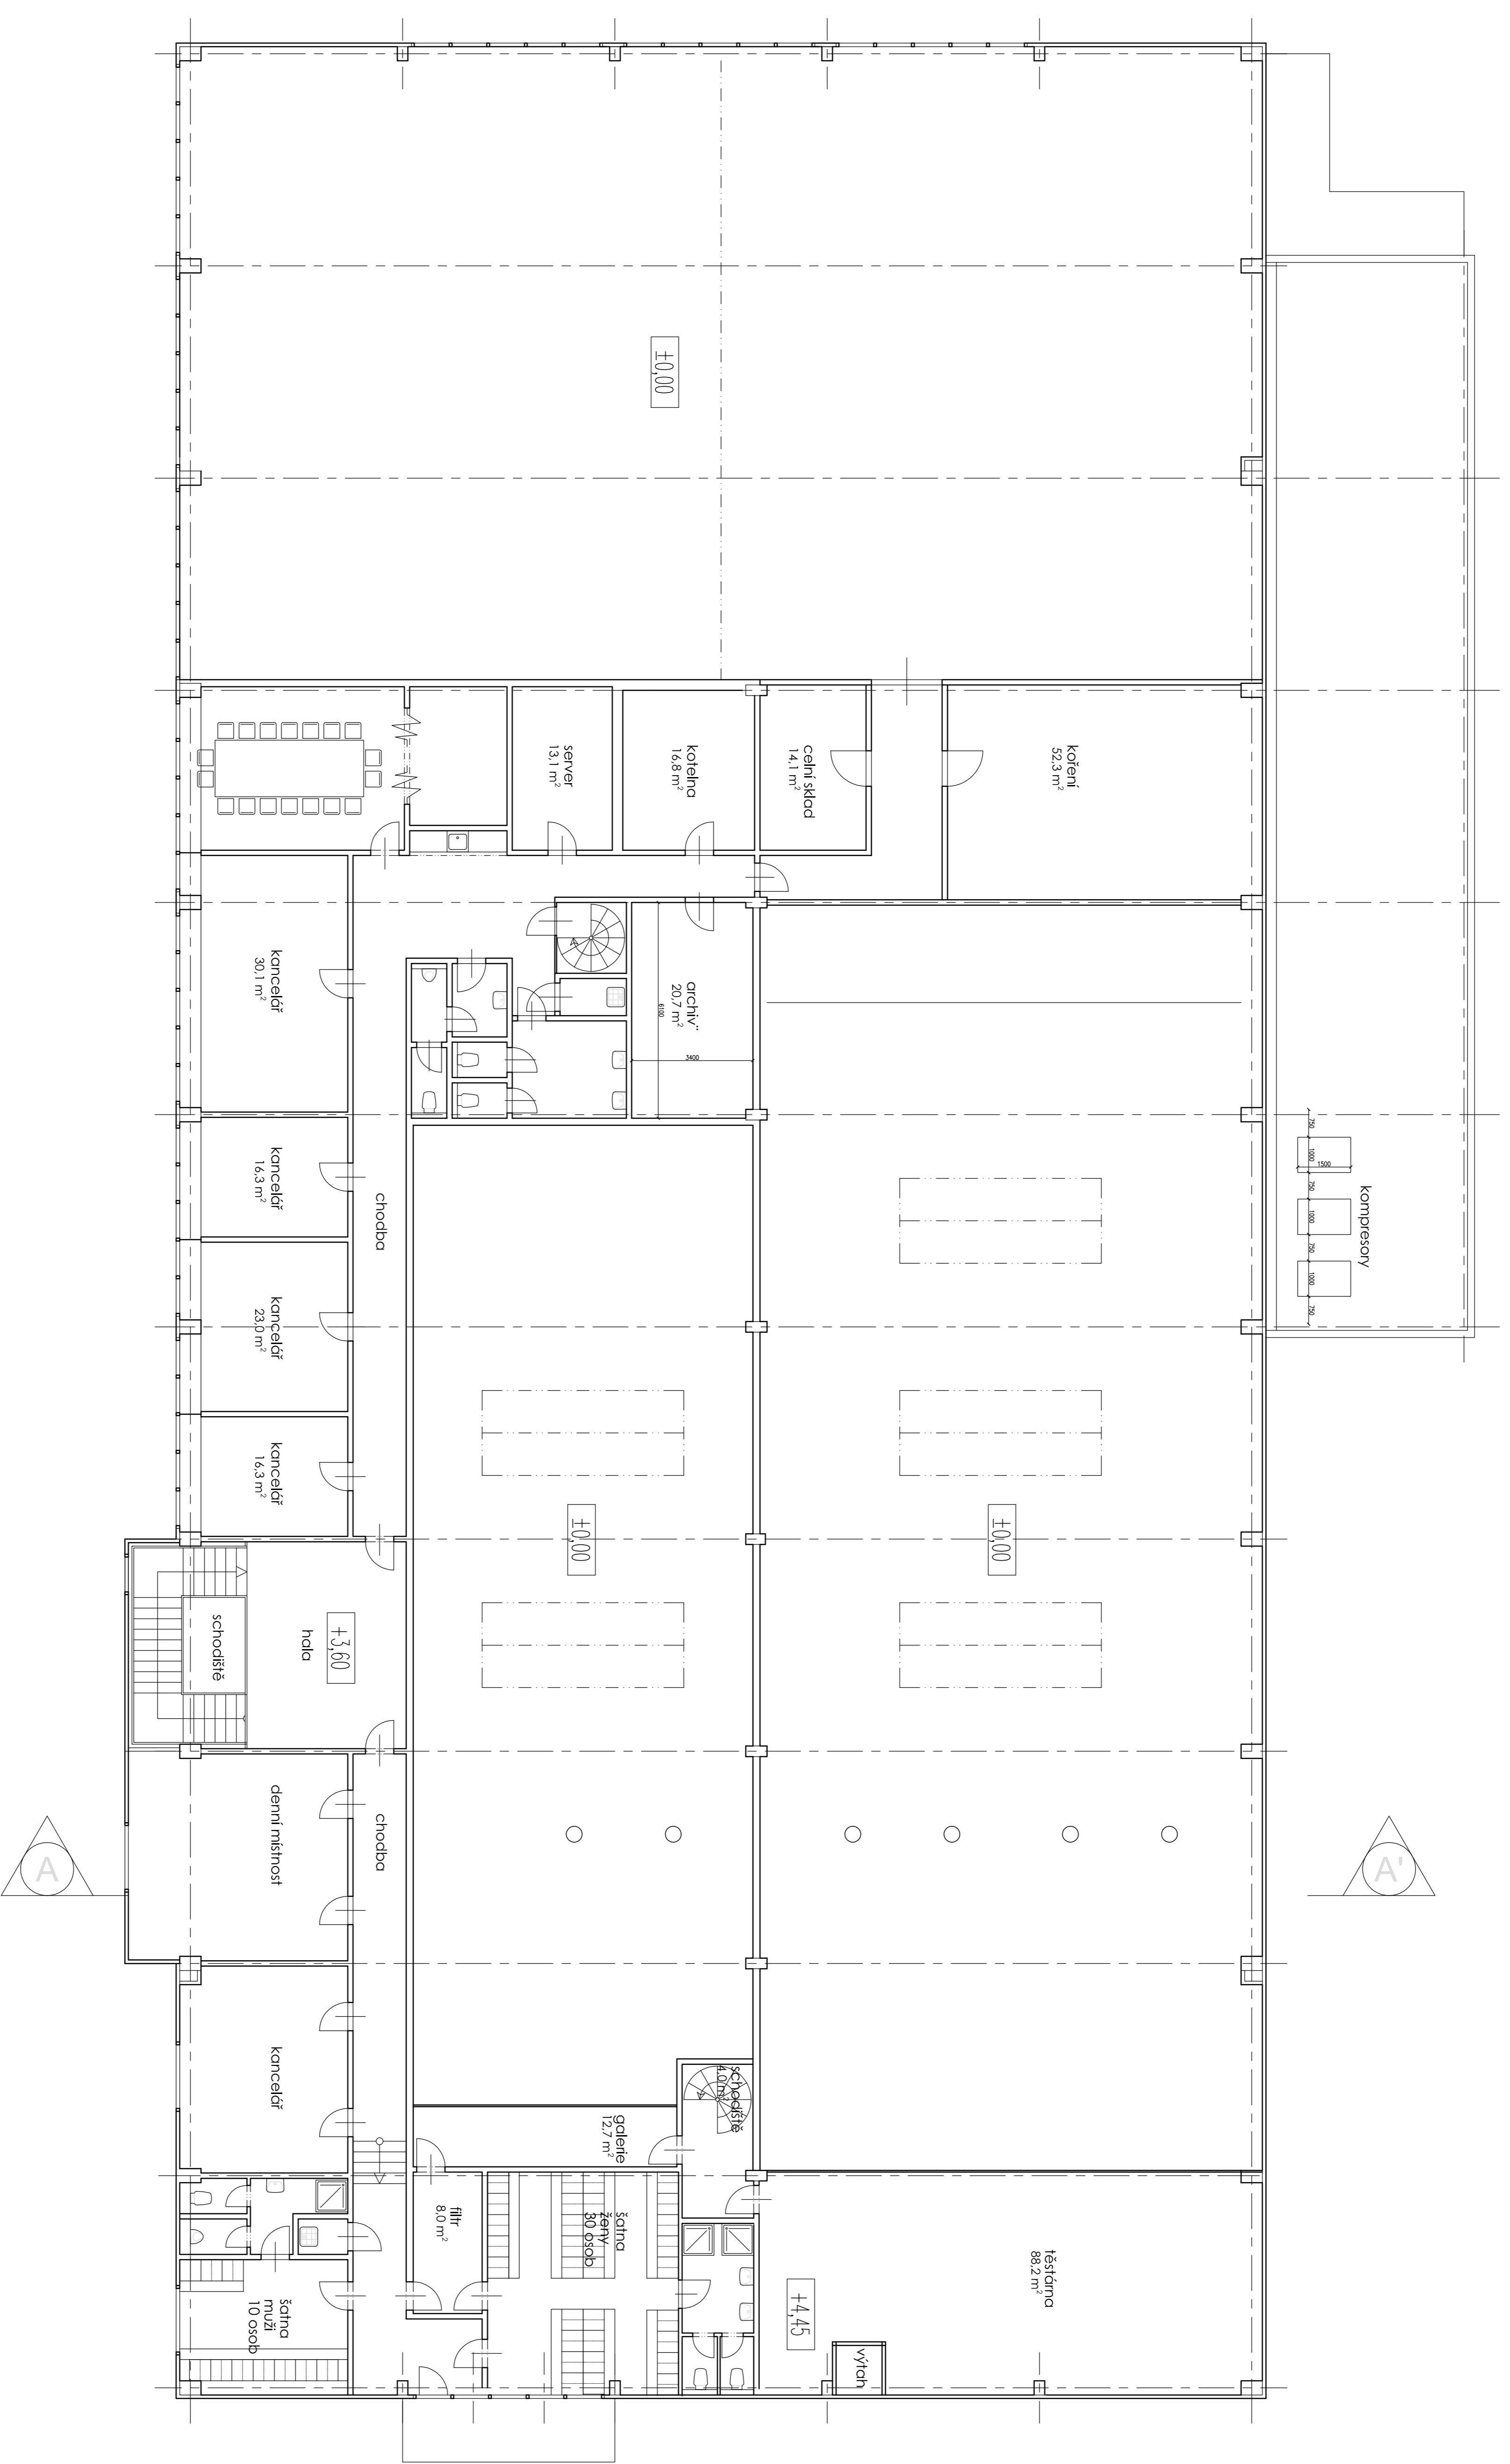 ±0,00
server
13,1 m²
kotelna
16,8 m²
celní sklad
14,1 m²
koření
52,3 m²
kancelář
30,1 m²
archiv¨
20,7 m²
6100
3400
kancelář
16,3 m²
chodba
750
1000
1500
750
1000
750
1000
750
kompresory
kancelář
23,0 m²
kancelář
16,3 m²
±0,00
±0,00
schodiště
hala
+3,60
denní místnost
chodba
A
A'
kancelář
schodiště
4,0 m²
galerie
12,7 m²
filtr
8,0 m²
šatna
ženy
30 osob
šatna
muži
10 osob
těstárna
88,2 m²
+4,45
výtah